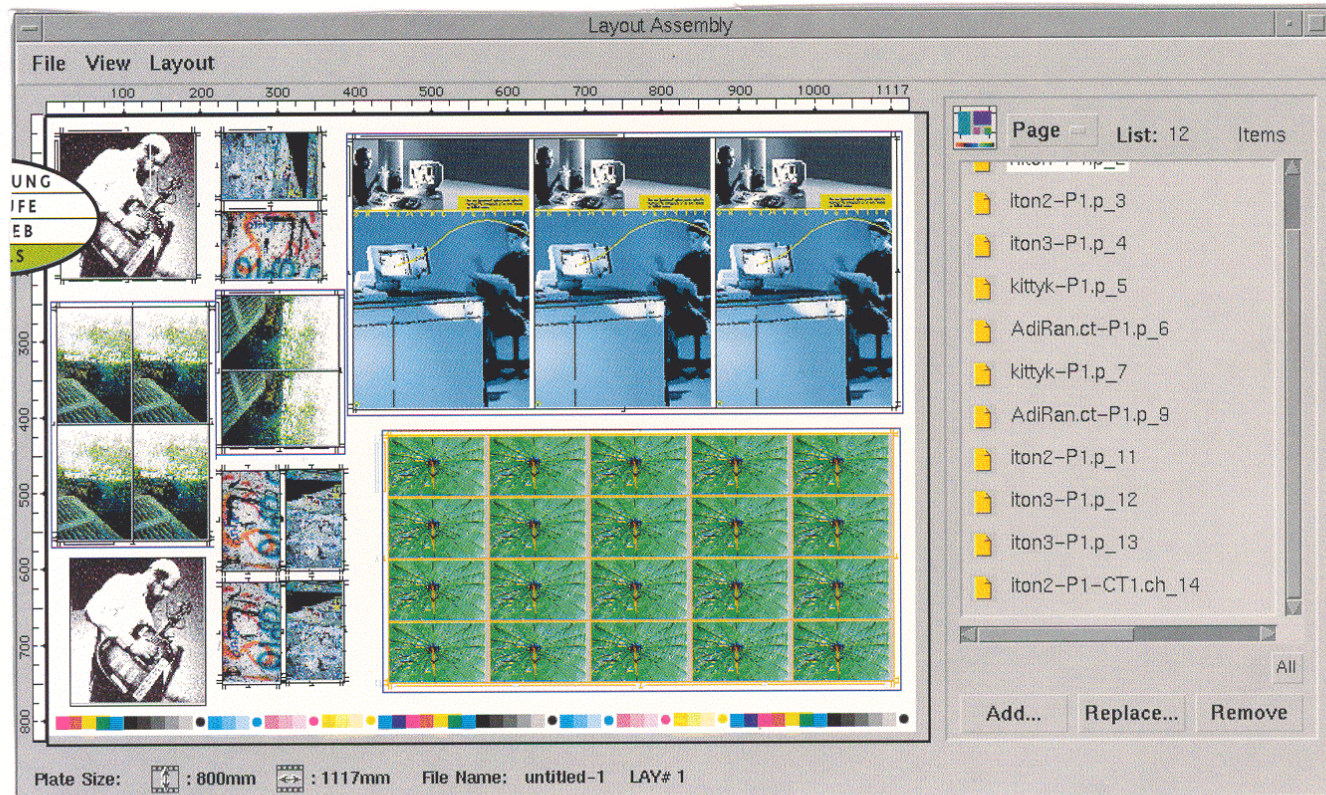 Layout Assembly
File View Layout
100 200 300 400 500 600 700 800 900 1000 1117
Page List: 12 Items
UNG
UFE
EB
LS
iton2-P1.p_3
iton3-P1.p_4
kittyk-P1.p_5
AdiRan.ct-P1.p_6
kittyk-P1.p_7
AdiRan.ct-P1.p_9
iton2-P1.p_11
iton3-P1.p_12
iton3-P1.p_13
iton2-P1-CT1.ch_14
300
400
500
600
700
800
All
Add... Replace... Remove
Plate Size: : 800mm : 1117mm File Name: untitled-1 LAY# 1